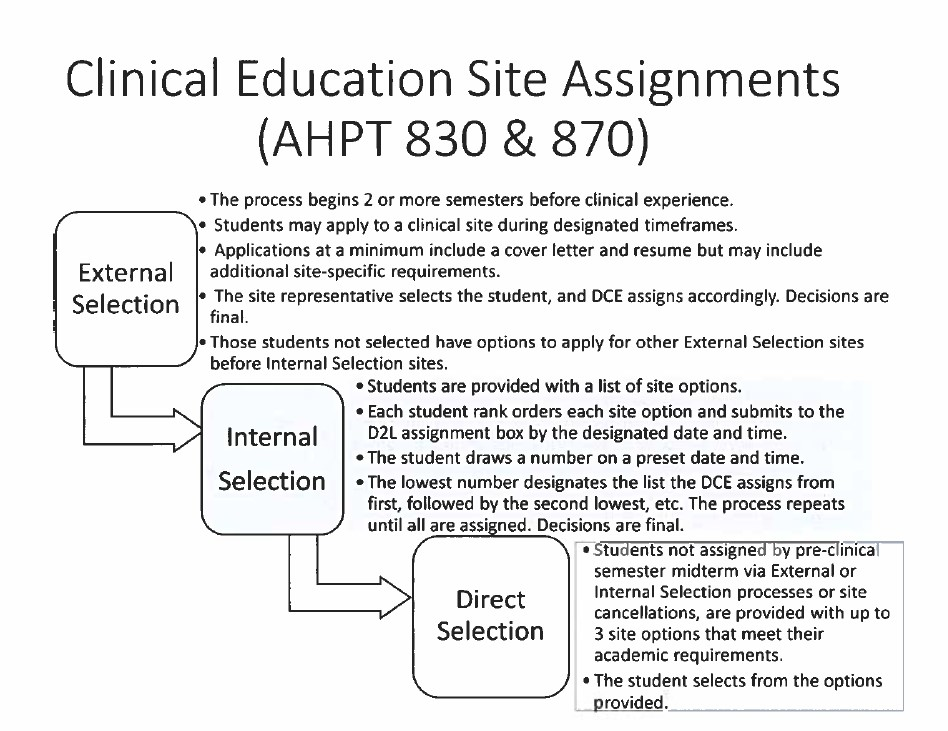 Clinical Education Site Assignments
(AHPT 830 & 870)
External
Selection
• The process begins 2 or more semesters before clinical experience.
• Students may apply to a clinical site during designated timeframes.
• Applications at a minimum include a cover letter and resume but may include
additional site-specific requirements.
• The site representative selects the student, and DCE assigns accordingly. Decisions are
final.
• Those students not selected have options to apply for other External Selection sites
before Internal Selection sites.
Internal
Selection
• Students are provided with a list of site options.
• Each student rank orders each site option and submits to the
D2L assignment box by the designated date and time.
• The student draws a number on a preset date and time.
• The lowest number designates the list the DCE assigns from
first, followed by the second lowest, etc. The process repeats
until all are assigned. Decisions are final.
Direct
Selection
• Students not assigned by pre-clinical
semester midterm via External or
Internal Selection processes or site
cancellations, are provided with up to
3 site options that meet their
academic requirements.
• The student selects from the options
provided.